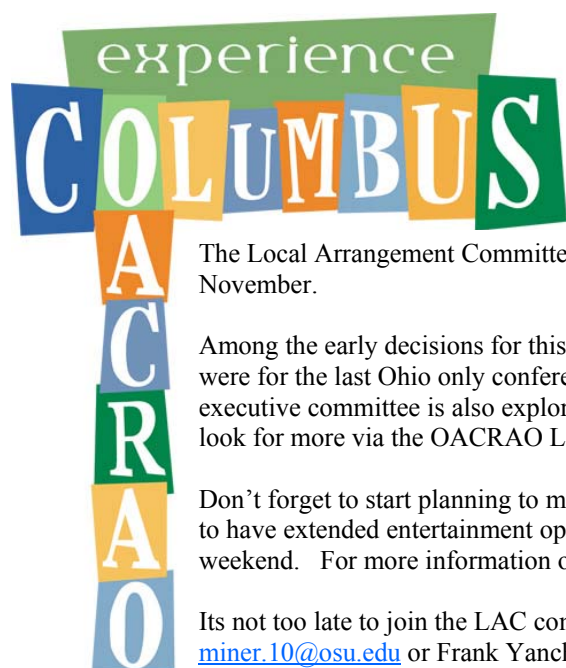 experience
COLUMBUS
OACRAO
The Local Arrangement Committe
November.
Among the early decisions for this
were for the last Ohio only confere
executive committee is also explor
look for more via the OACRAO L
Don’t forget to start planning to m
to have extended entertainment op
weekend. For more information o
Its not too late to join the LAC con
miner.10@osu.edu or Frank Yanch